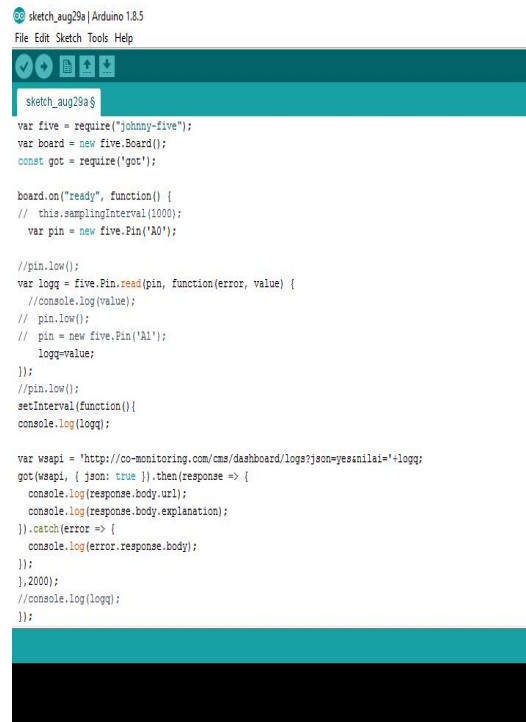 sketch_aug29a | Arduino 1.8.5
File Edit Sketch Tools Help
sketch_aug29a §
var five = require("johnny-five");
var board = new five.Board();
const got = require('got');
board.on("ready", function() {
// this.samplingInterval(1000);
var pin = new five.Pin('A0');
//pin.low();
var logq = five.Pin.read(pin, function(error, value) {
//console.log(value);
// pin.low();
// pin = new five.Pin('A1');
logq=value;
});
//pin.low();
setInterval(function(){
console.log(logq);
var wsapi = 'http://co-monitoring.com/cms/dashboard/logs?json=yes&nilai='+logq;
got(wsapi, { json: true }).then(response => {
console.log(response.body.url);
console.log(response.body.explanation);
}).catch(error => {
console.log(error.response.body);
});
},2000);
//console.log(logq);
});